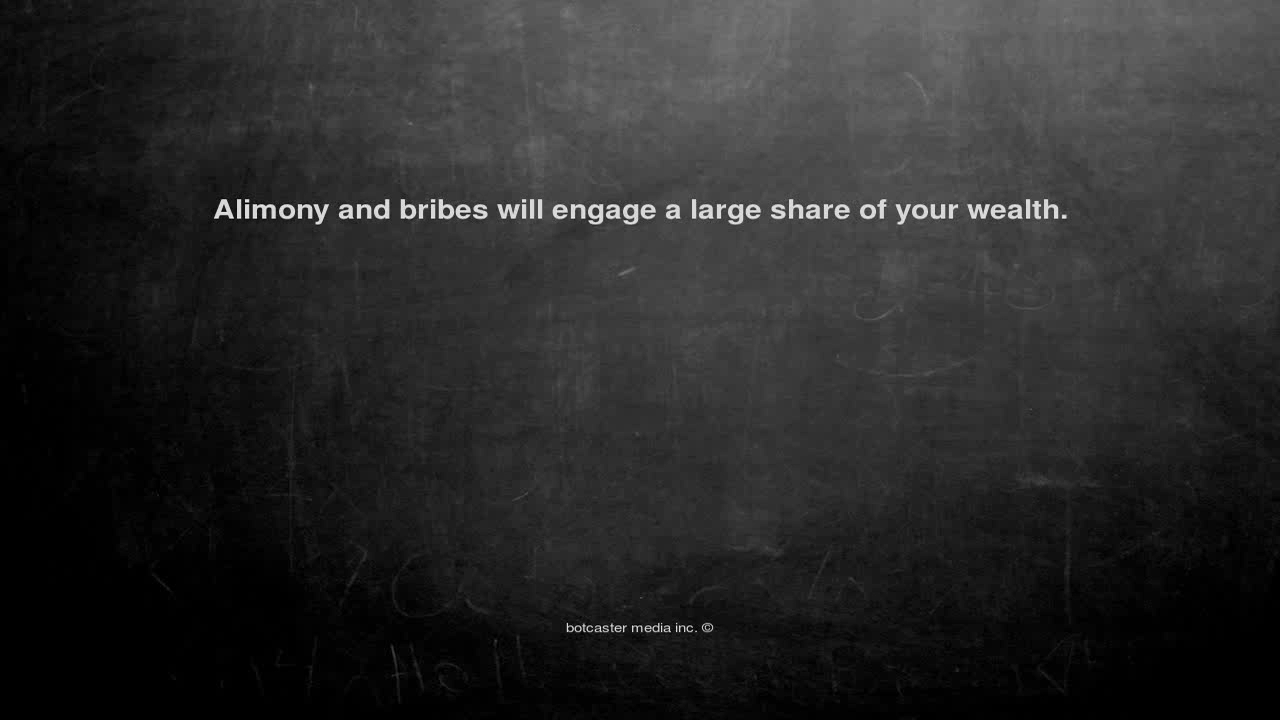 Alimony and bribes will engage a large share of your wealth.
botcaster media inc. ©